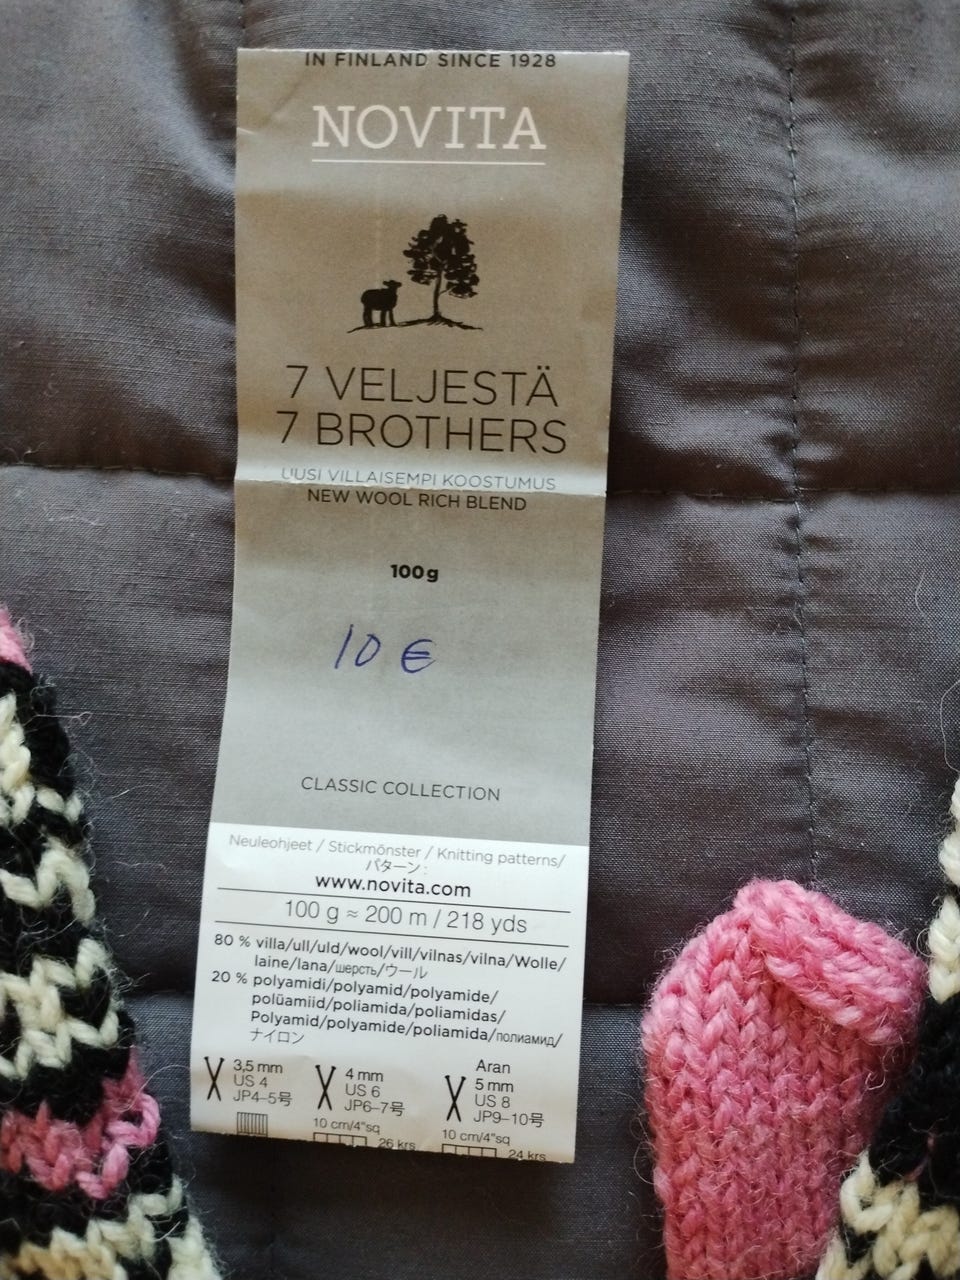 IN FINLAND SINCE 1928
NOVITA
7 VELJESTÄ
7 BROTHERS
UUSI VILLAISEMPI KOOSTUMUS
NEW WOOL RICH BLEND
100g
10 €
CLASSIC COLLECTION
Neuleohjeet / Stickmönster / Knitting patterns/
パターン:
www.novita.com
100 g ≈ 200 m / 218 yds
80 % villa/ull/uld/wool/vill/vilnas/vilna/Wolle/
laine/lana/шерсть/ウール
20 % polyamidi/polyamid/polyamide/
polüamiid/poliamida/poliamidas/
Polyamid/polyamide/poliamida/полиамид/
ナイロン
3,5 mm
US 4
JP4–5号
4 mm
US 6
JP6–7号
10 cm/4"sq
26 krs
Aran
5 mm
US 8
JP9–10号
10 cm/4"sq
24 krs